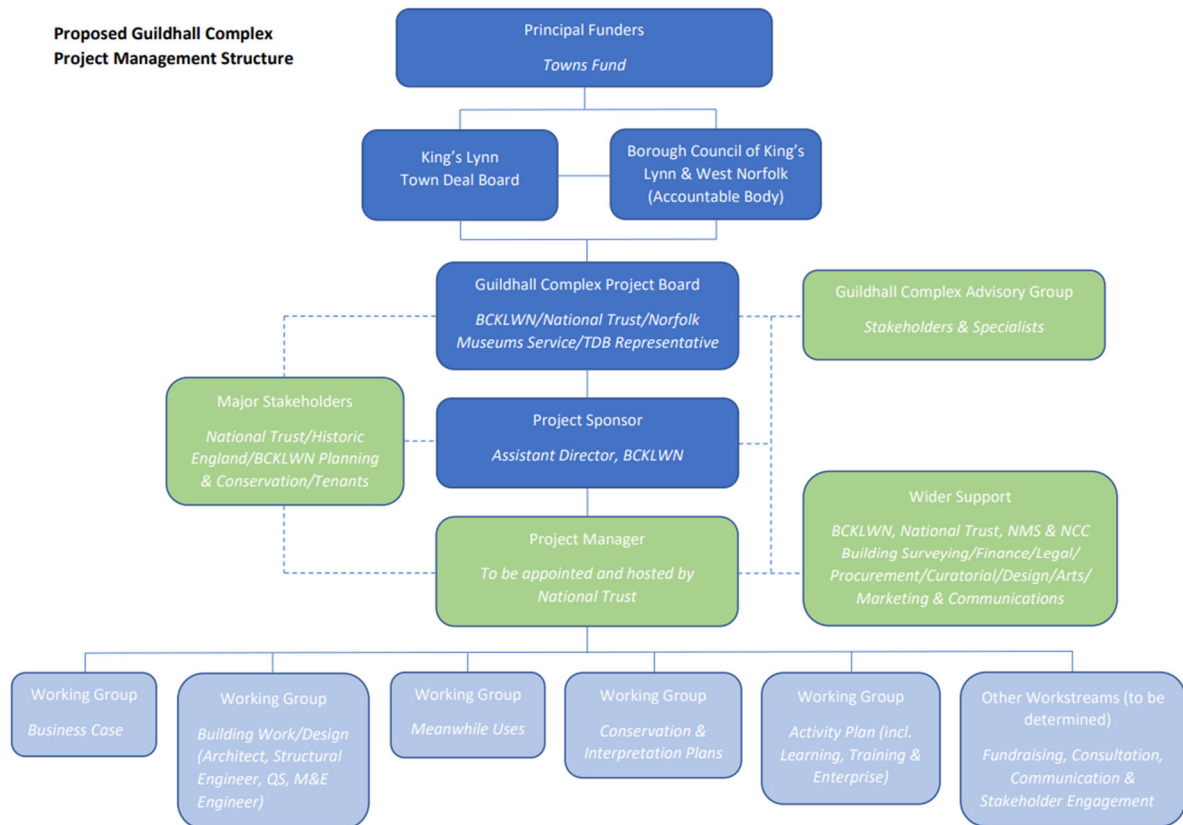 Proposed Guildhall Complex
Project Management Structure
Principal Funders
Towns Fund
King's Lynn
Town Deal Board
Borough Council of King's
Lynn & West Norfolk
(Accountable Body)
Guildhall Complex Project Board
BCKLWN/National Trust/Norfolk
Museums Service/TDB Representative
Guildhall Complex Advisory Group
Stakeholders & Specialists
Major Stakeholders
National Trust/Historic
England/BCKLWN Planning
& Conservation/Tenants
Project Sponsor
Assistant Director, BCKLWN
Wider Support
BCKLWN, National Trust, NMS & NCC
Building Surveying/Finance/Legal/
Procurement/Curatorial/Design/Arts/
Marketing & Communications
Project Manager
To be appointed and hosted by
National Trust
Working Group
Business Case
Working Group
Building Work/Design
(Architect, Structural
Engineer, QS, M&E
Engineer)
Working Group
Meanwhile Uses
Working Group
Conservation &
Interpretation Plans
Working Group
Activity Plan (incl.
Learning, Training &
Enterprise)
Other Workstreams (to be
determined)
Fundraising, Consultation,
Communication &
Stakeholder Engagement